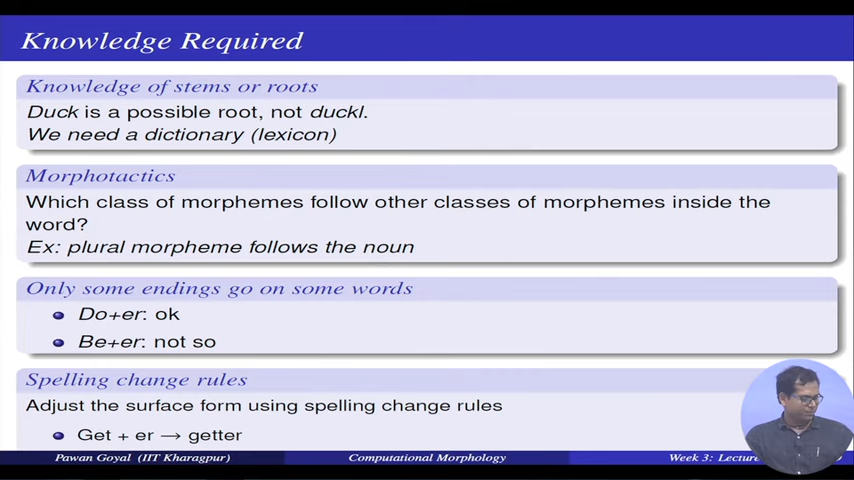 Knowledge Required
Knowledge of stems or roots
Duck is a possible root, not duckl.
We need a dictionary (lexicon)
Morphotactics
Which class of morphemes follow other classes of morphemes inside the
word?
Ex: plural morpheme follows the noun
Only some endings go on some words
Do+er: ok
Be+er: not so
Spelling change rules
Adjust the surface form using spelling change rules
Get + er → getter
Pawan Goyal (IIT Kharagpur) Computational Morphology Week 3: Lecture